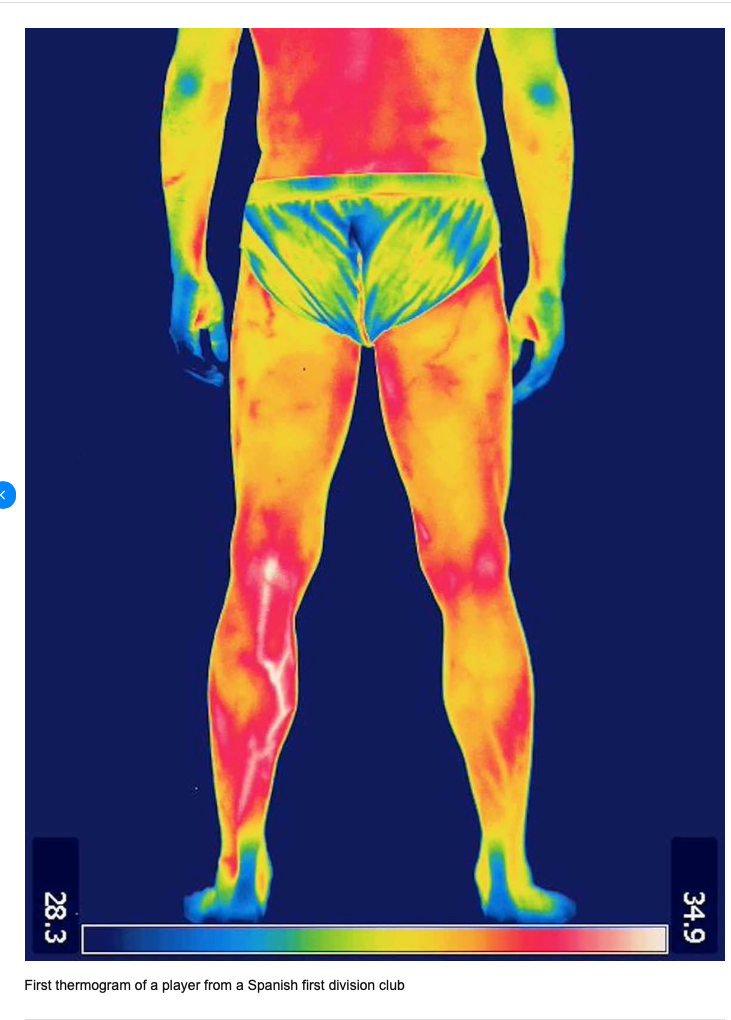 28.3
34.9
First thermogram of a player from a Spanish first division club